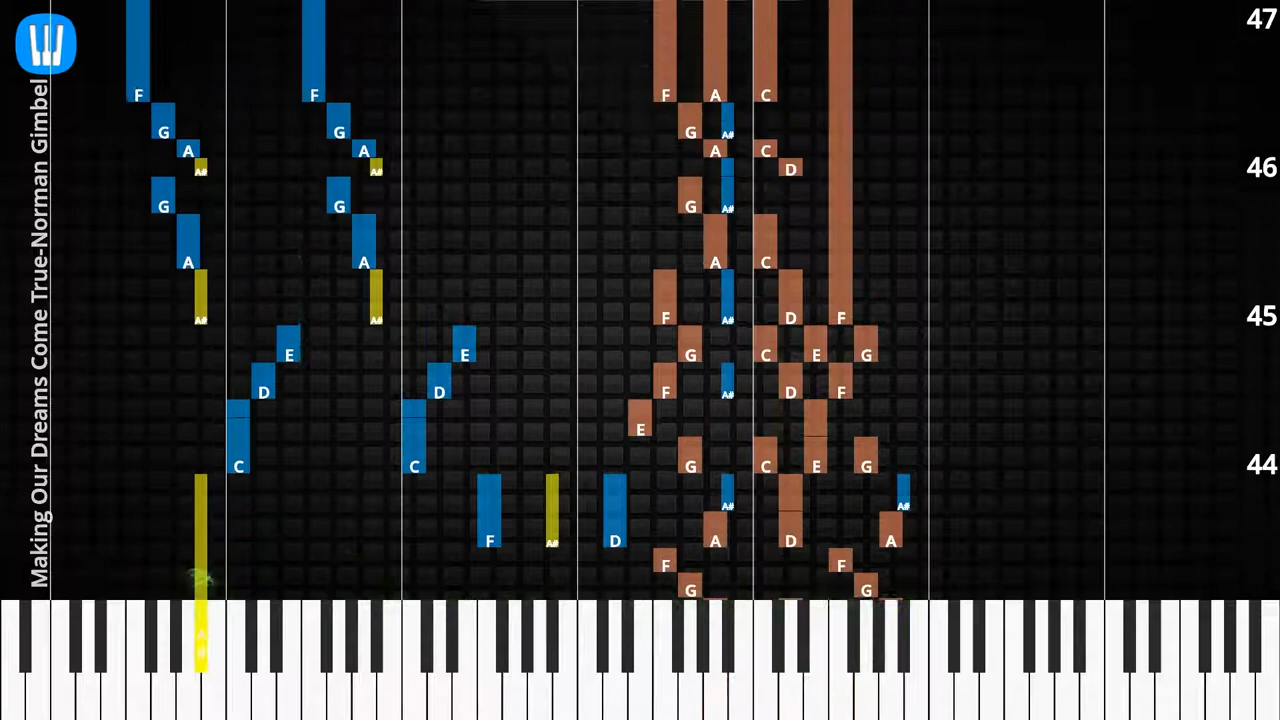 Making Our Dreams Come True-Norman Gimbel
47
F F F A C
G G G A#
A A A C
A# A# D
46
G G G A#
A A A C
A# A# F A# D F
45
E E G C E G
D D F A# D F
E
C C G C E G
44
A# A#
F A# D A D A
F F
G G
A#